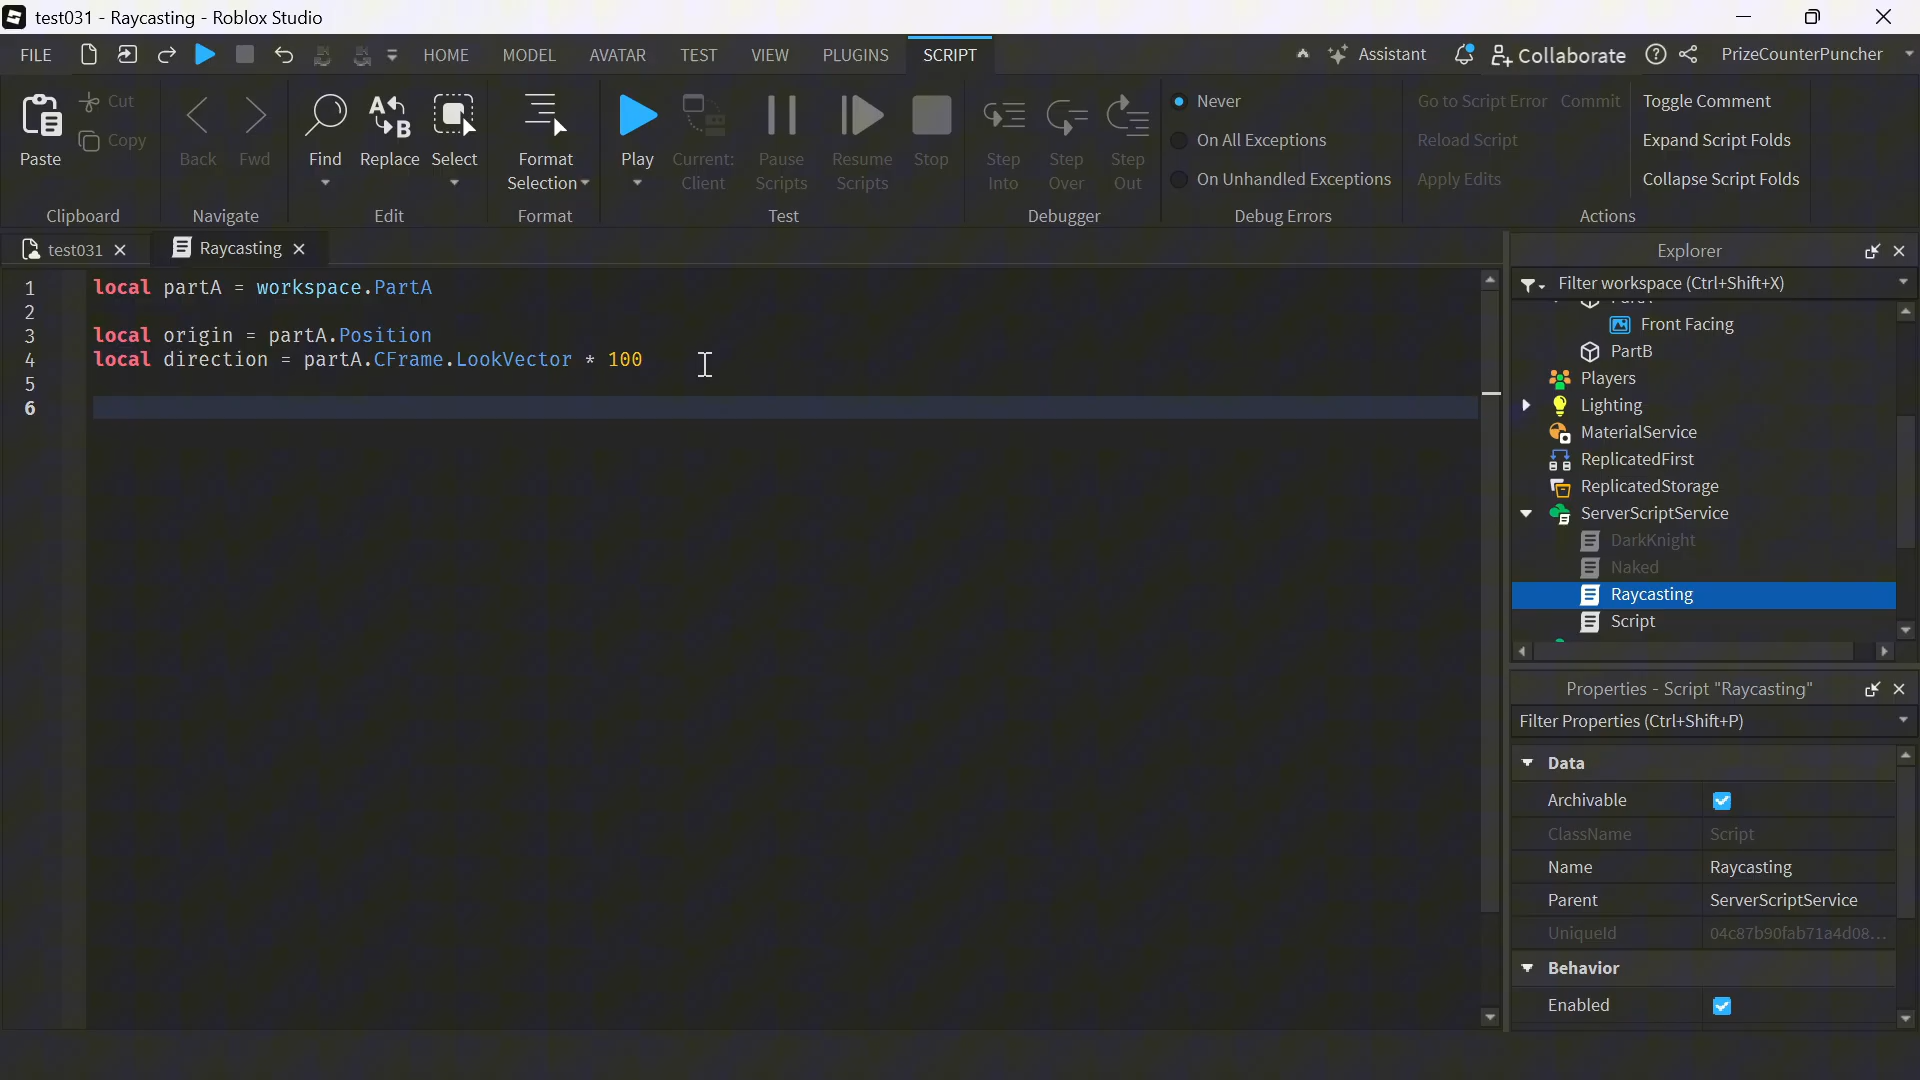 test031 - Raycasting - Roblox Studio
FILE HOME MODEL AVATAR TEST VIEW PLUGINS SCRIPT Assistant Collaborate PrizeCounterPuncher
Paste
Cut
Copy
Clipboard
Back
Fwd
Navigate
Find
Replace
Select
Edit
Format
Selection
Format
Play
Current:
Client
Pause
Scripts
Resume
Scripts
Stop
Test
Step
Into
Step
Over
Step
Out
Debugger
Never
On All Exceptions
On Unhandled Exceptions
Debug Errors
Go to Script Error Commit
Reload Script
Apply Edits
Toggle Comment
Expand Script Folds
Collapse Script Folds
Actions
test031
Raycasting
1 local partA = workspace.PartA
2
3 local origin = partA.Position
4 local direction = partA.CFrame.LookVector * 100
5
6
Explorer
Filter workspace (Ctrl+Shift+X)
Front Facing
PartB
Players
Lighting
MaterialService
ReplicatedFirst
ReplicatedStorage
ServerScriptService
DarkKnight
Naked
Raycasting
Script
Properties - Script "Raycasting"
Filter Properties (Ctrl+Shift+P)
Data
Archivable
ClassName Script
Name Raycasting
Parent ServerScriptService
UniqueId 04c87b90fab71a4d08...
Behavior
Enabled